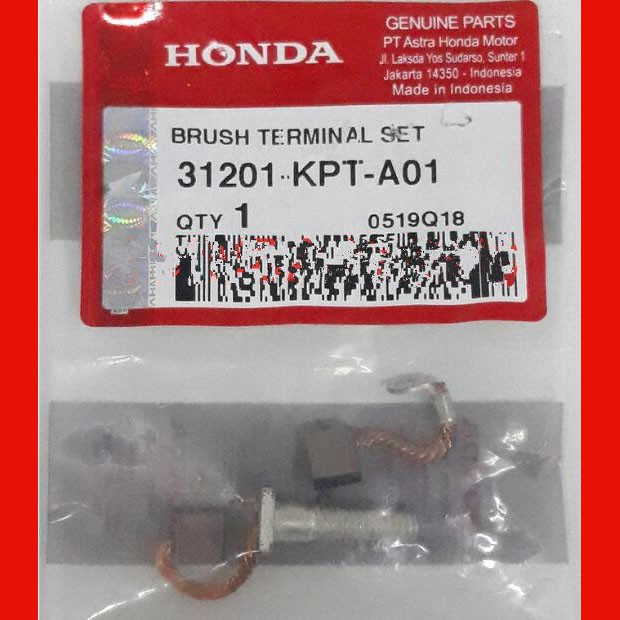 HONDA
GENUINE PARTS
PT Astra Honda Motor
Jl. Laksda Yos Sudarso, Sunter 1
Jakarta 14350 - Indonesia
Made in Indonesia
BRUSH TERMINAL SET
31201-KPT-A01
QTY 1
0519Q18